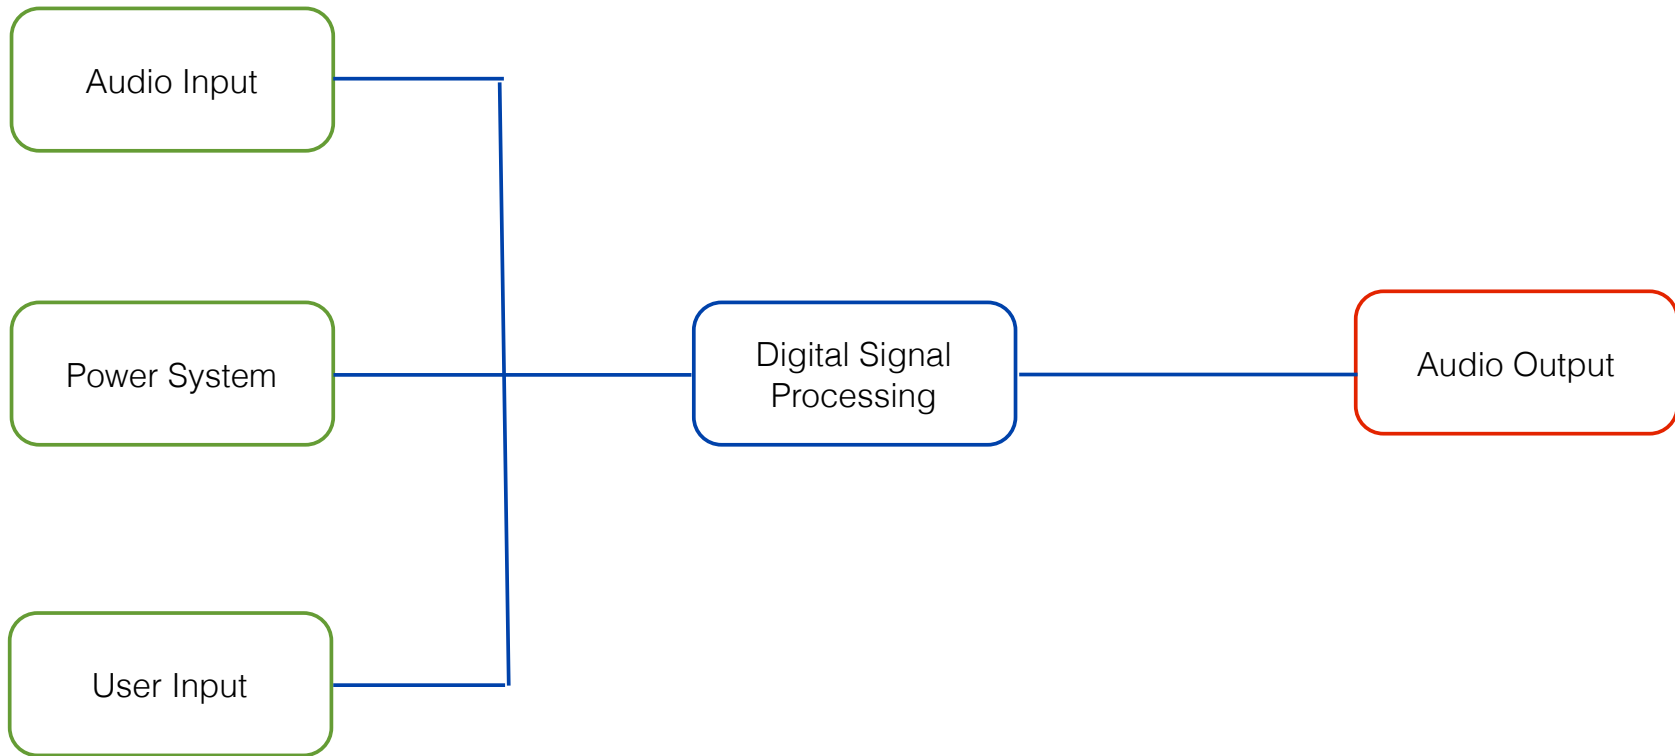 Audio Input
Power System
User Input
Digital Signal
Processing
Audio Output